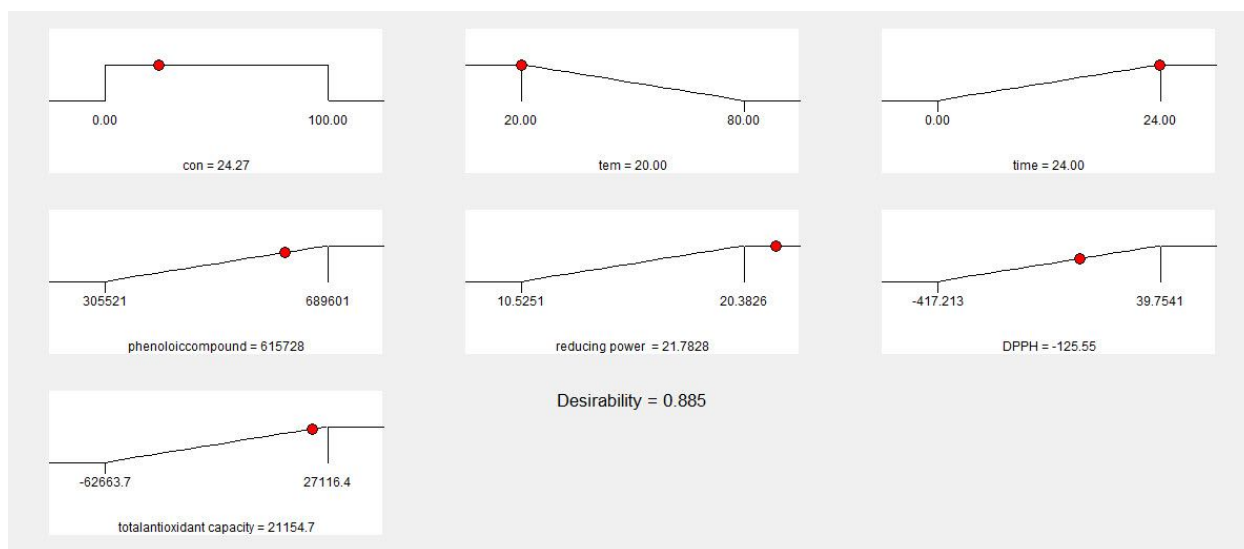 0.00 100.00
con = 24.27
20.00 80.00
tem = 20.00
0.00 24.00
time = 24.00
305521 689601
phenoloiccompound = 615728
10.5251 20.3826
reducing power = 21.7828
-417.213 39.7541
DPPH = -125.55
-62663.7 27116.4
totalantioxidant capacity = 21154.7
Desirability = 0.885